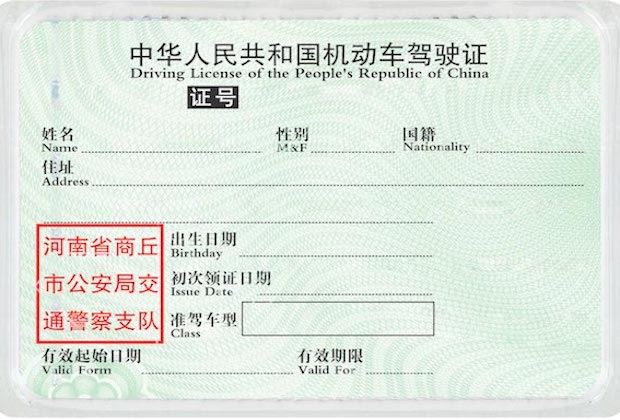 中华人民共和国机动车驾驶证
Driving License of the People's Republic of China
证号
姓名 性别 国籍
Name M&F Nationality
住址
Address
河南省商丘
市公安局交
通警察支队
出生日期
Birthday
初次领证日期
Issue Date
准驾车型
Class
有效起始日期 有效期限
Valid Form Valid For